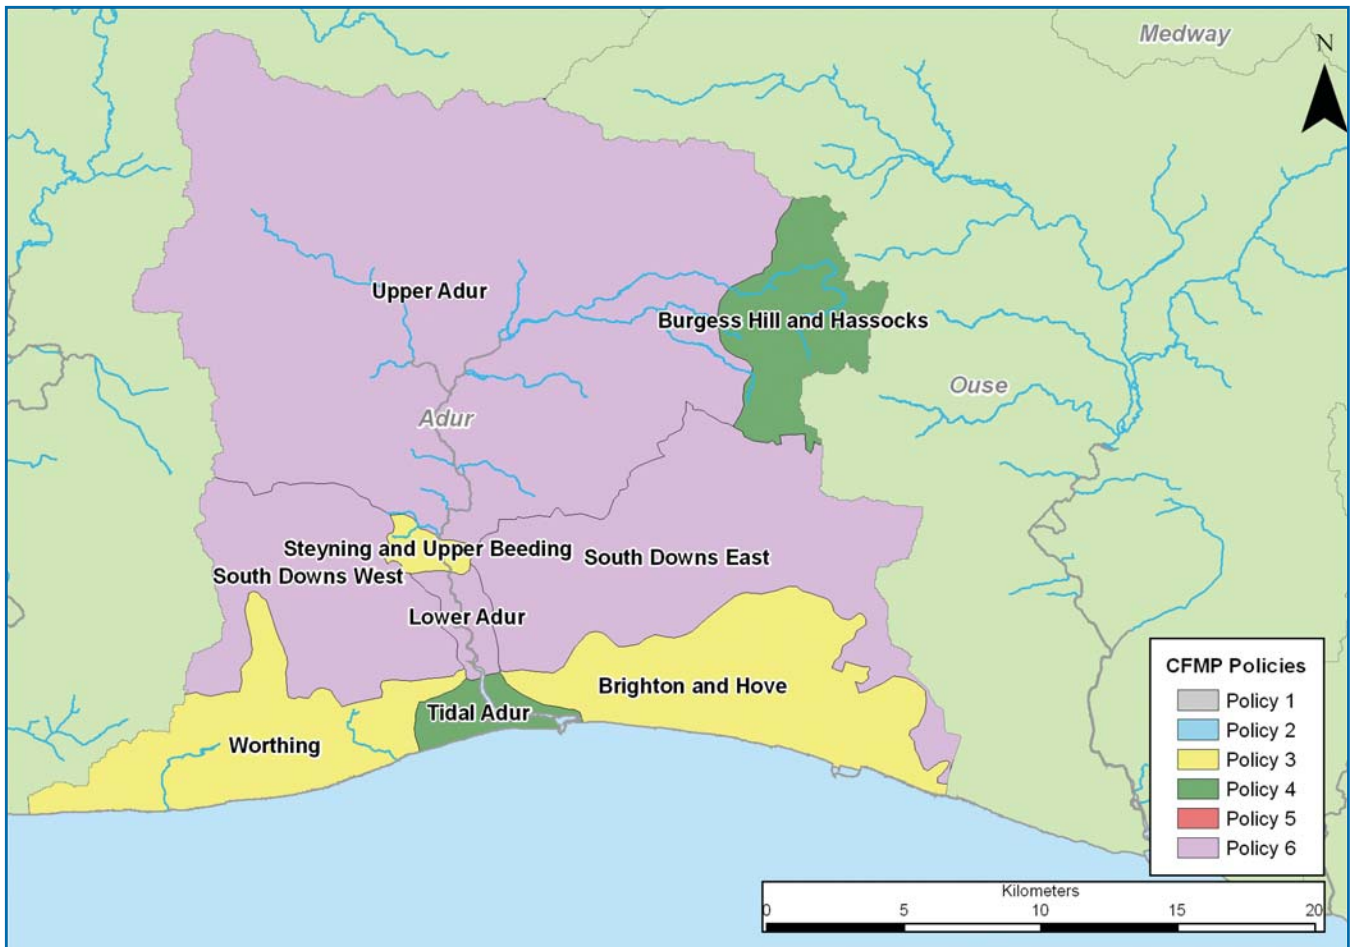 Medway
N
Upper Adur
Burgess Hill and Hassocks
Ouse
Adur
Steyning and Upper Beeding
South Downs East
South Downs West
Lower Adur
Brighton and Hove
Tidal Adur
Worthing
CFMP Policies
Policy 1
Policy 2
Policy 3
Policy 4
Policy 5
Policy 6
Kilometers
0 5 10 15 20